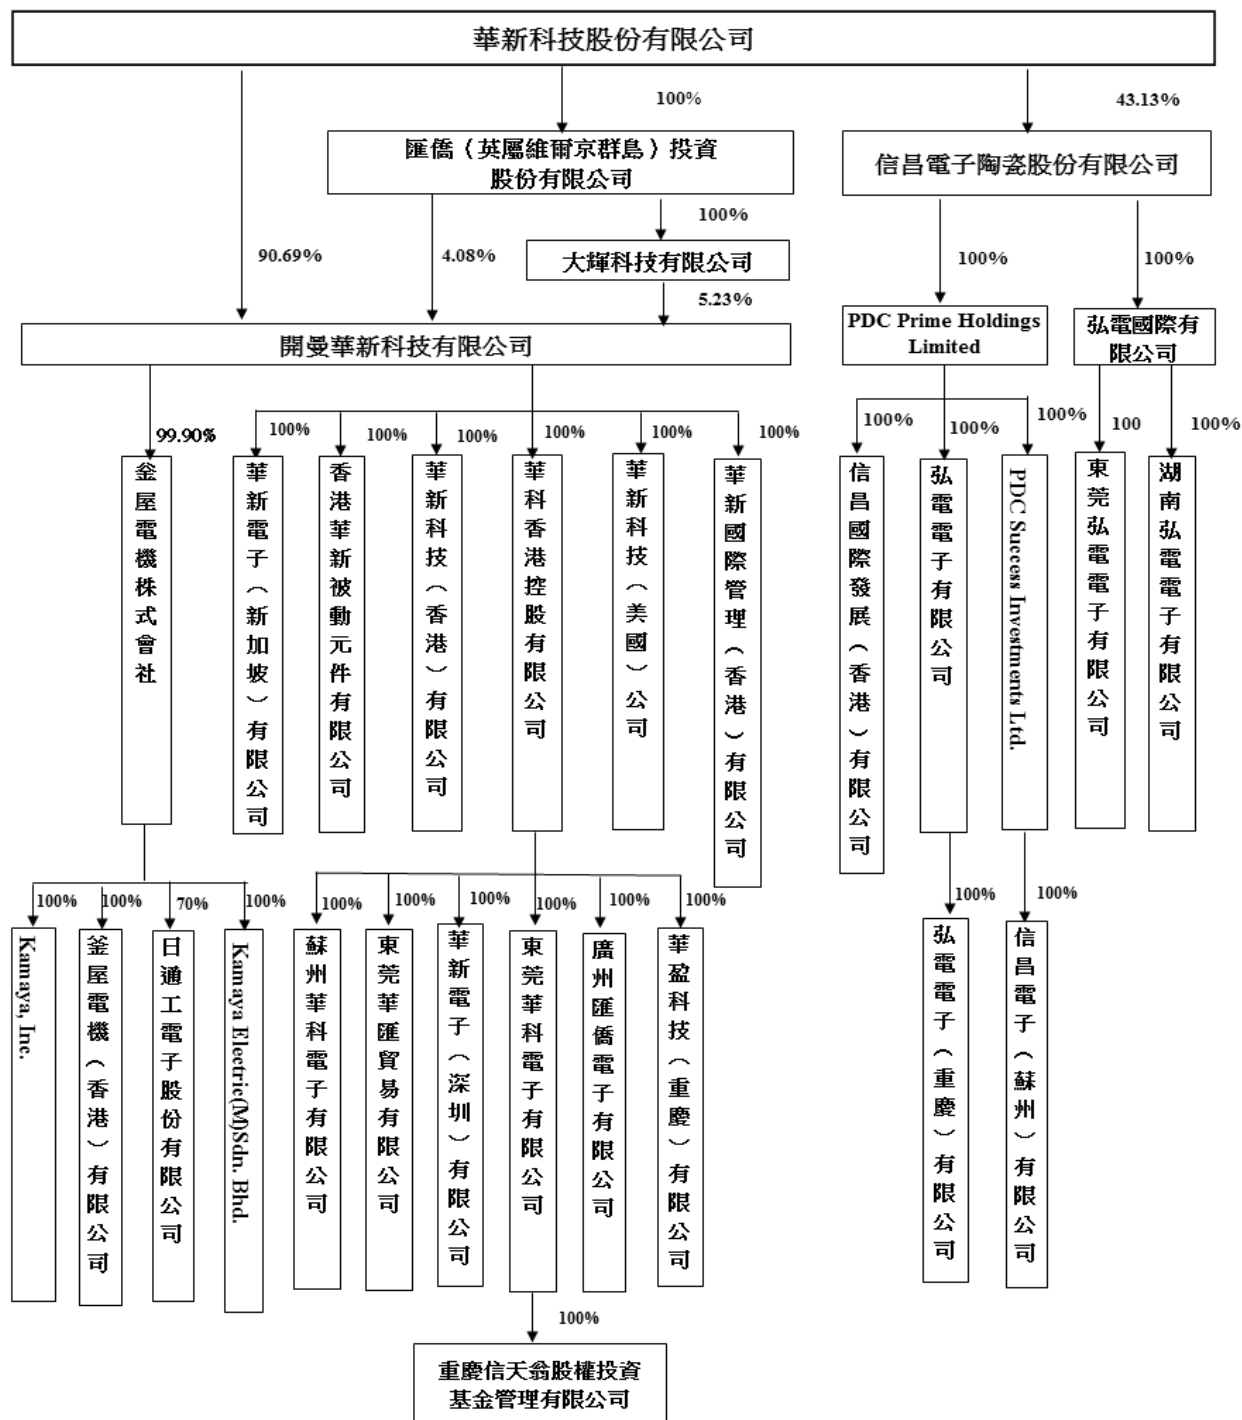 華新科技股份有限公司
100%
43.13%
匯僑（英屬維爾京群島）投資
股份有限公司
信昌電子陶瓷股份有限公司
100%
90.69%
4.08%
大輝科技有限公司
100%
100%
5.23%
開曼華新科技有限公司
PDC Prime Holdings
Limited
弘電國際有
限公司
99.90%
100%
100%
100%
100%
100%
100%
100%
100%
100%
100
100%
釜屋電機株式會社
華新電子（新加坡）有限公司
香港華新被動元件有限公司
華新科技（香港）有限公司
華科香港控股有限公司
華新科技（美國）公司
華新國際管理（香港）有限公司
信昌國際發展（香港）有限公司
弘電電子有限公司
PDC Success Investments Ltd.
東莞弘電電子有限公司
湖南弘電電子有限公司
100%
100%
70%
100%
100%
100%
100%
100%
100%
100%
100%
100%
Kamaya, Inc.
釜屋電機（香港）有限公司
日通工電子股份有限公司
Kamaya Electric(M)Sdn. Bhd.
蘇州華科電子有限公司
東莞華匯貿易有限公司
華新電子（深圳）有限公司
東莞華科電子有限公司
廣州匯僑電子有限公司
華盈科技（重慶）有限公司
弘電電子（重慶）有限公司
信昌電子（蘇州）有限公司
100%
重慶信天翁股權投資
基金管理有限公司